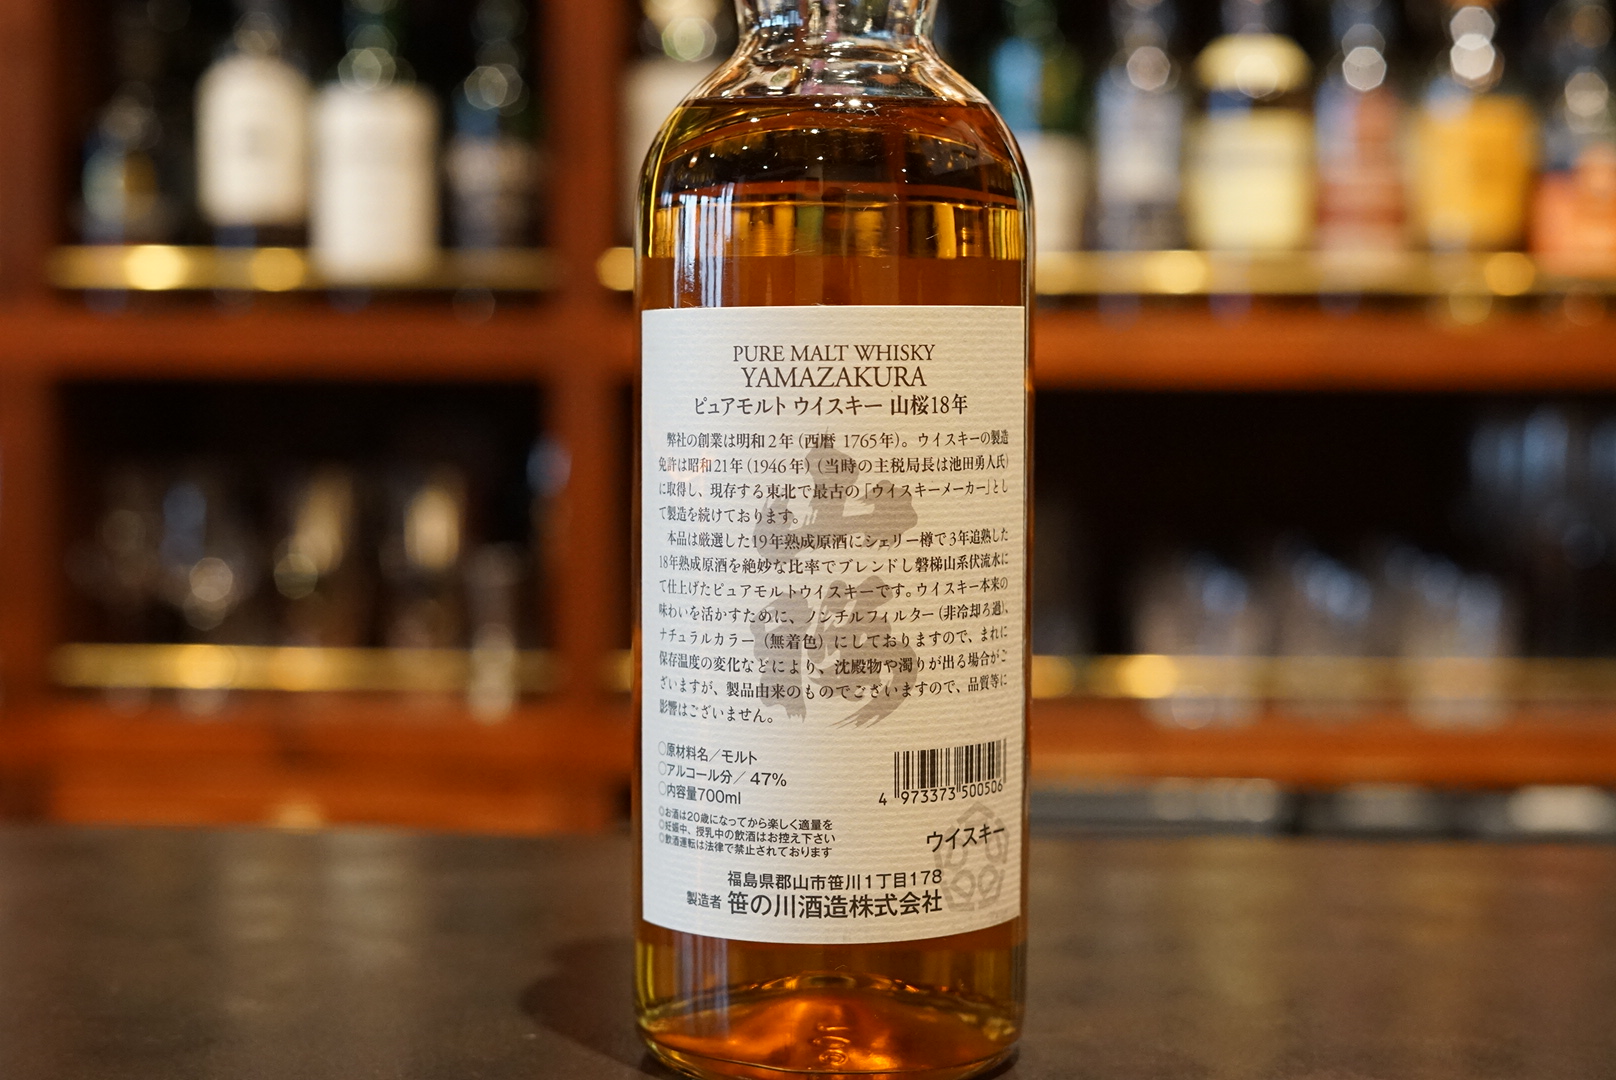 PURE MALT WHISKY
YAMAZAKURA
ピュアモルト ウイスキー 山桜18年
弊社の創業は明和2年(西暦 1765年)。ウイスキーの製造
免許は昭和21年(1946年)(当時の主税局長は池田勇人氏)
に取得し、現存する東北で最古の「ウイスキーメーカー」とし
て製造を続けております。
本品は厳選した19年熟成原酒にシェリー樽で3年追熟した
18年熟成原酒を絶妙な比率でブレンドし磐梯山系伏流水に
て仕上げたピュアモルトウイスキーです。ウイスキー本来の
味わいを活かすために、ノンチルフィルター(非冷却ろ過)、
ナチュラルカラー(無着色)にしておりますので、まれに
保存温度の変化などにより、沈殿物や濁りが出る場合がご
ざいますが、製品由来のものでございますので、品質等に
影響はございません。
○原材料名/モルト
○アルコール分/47%
○内容量700ml
4 973373 500506
○お酒は20歳になってから楽しく適量を
○妊娠中、授乳中の飲酒はお控え下さい
○飲酒運転は法律で禁止されております
ウイスキー
福島県郡山市笹川1丁目178
製造者 笹の川酒造株式会社
山桜